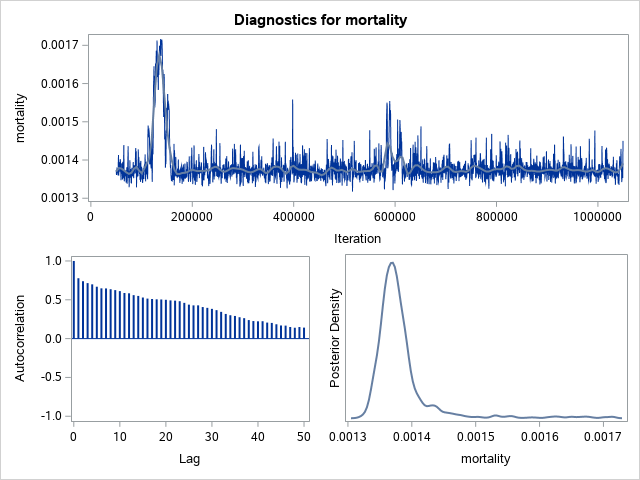 Diagnostics for mortality
0.0017
0.0016
0.0015
0.0014
0.0013
mortality
0 200000 400000 600000 800000 1000000
Iteration
1.0
0.5
0.0
-0.5
-1.0
Autocorrelation
0 10 20 30 40 50
Lag
Posterior Density
0.0013 0.0014 0.0015 0.0016 0.0017
mortality